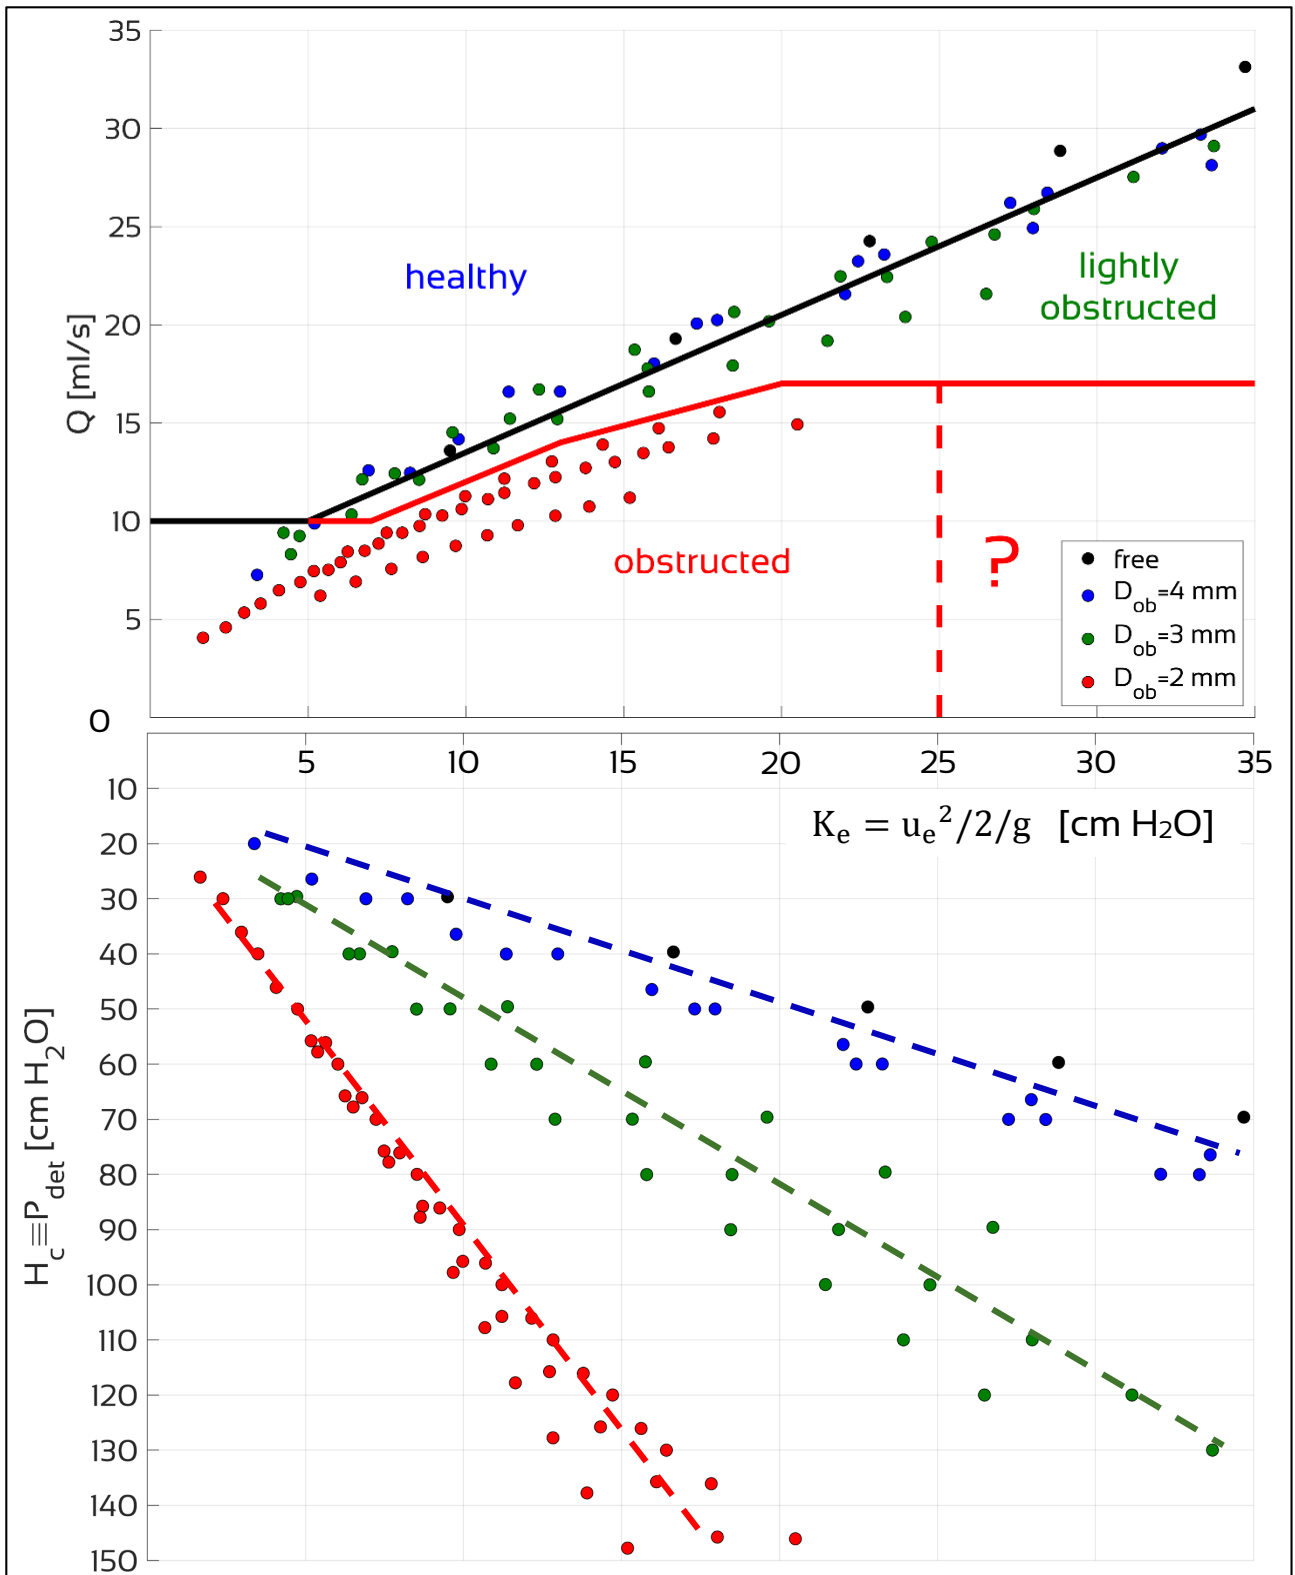 35
30
25
20
15
10
5
0
Q [ml/s]
healthy
lightly
obstructed
obstructed
?
free
D_ob=4 mm
D_ob=3 mm
D_ob=2 mm
5
10
15
20
25
30
35
K_e = u_e²/2/g [cm H₂O]
10
20
30
40
50
60
70
80
90
100
110
120
130
140
150
H_c≡P_det [cm H₂O]